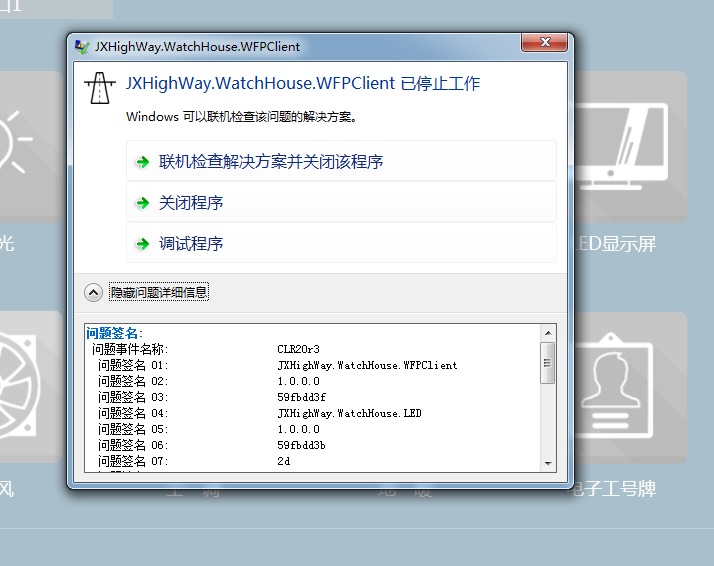 JXHighWay.WatchHouse.WFPClient
JXHighWay.WatchHouse.WFPClient 已停止工作
Windows 可以联机检查该问题的解决方案。
联机检查解决方案并关闭该程序
关闭程序
调试程序
光
LED显示屏
隐藏问题详细信息
问题签名:
问题事件名称: CLR20r3
问题签名 01: JXHighWay.WatchHouse.WFPClient
问题签名 02: 1.0.0.0
问题签名 03: 59fbdd3f
问题签名 04: JXHighWay.WatchHouse.LED
问题签名 05: 1.0.0.0
问题签名 06: 59fbdd3b
问题签名 07: 2d
风
电子工号牌